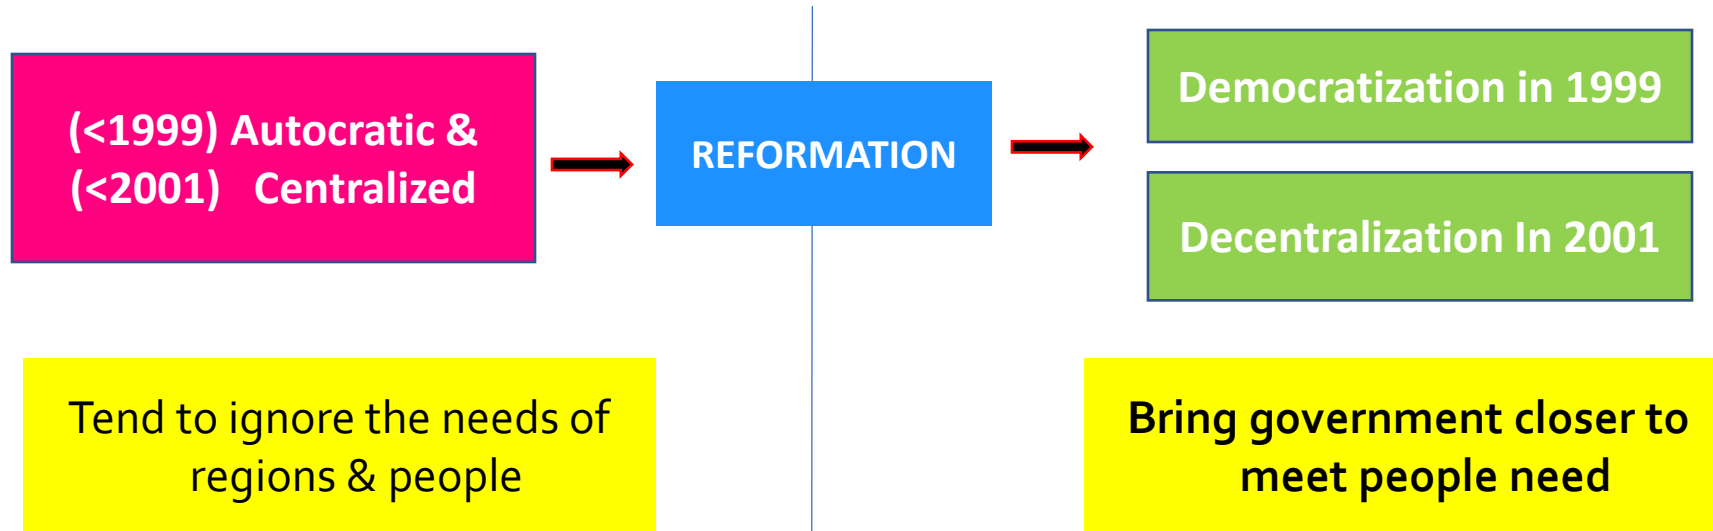 (<1999) Autocratic &
(<2001) Centralized
REFORMATION
Democratization in 1999
Decentralization In 2001
Tend to ignore the needs of
regions & people
Bring government closer to
meet people need